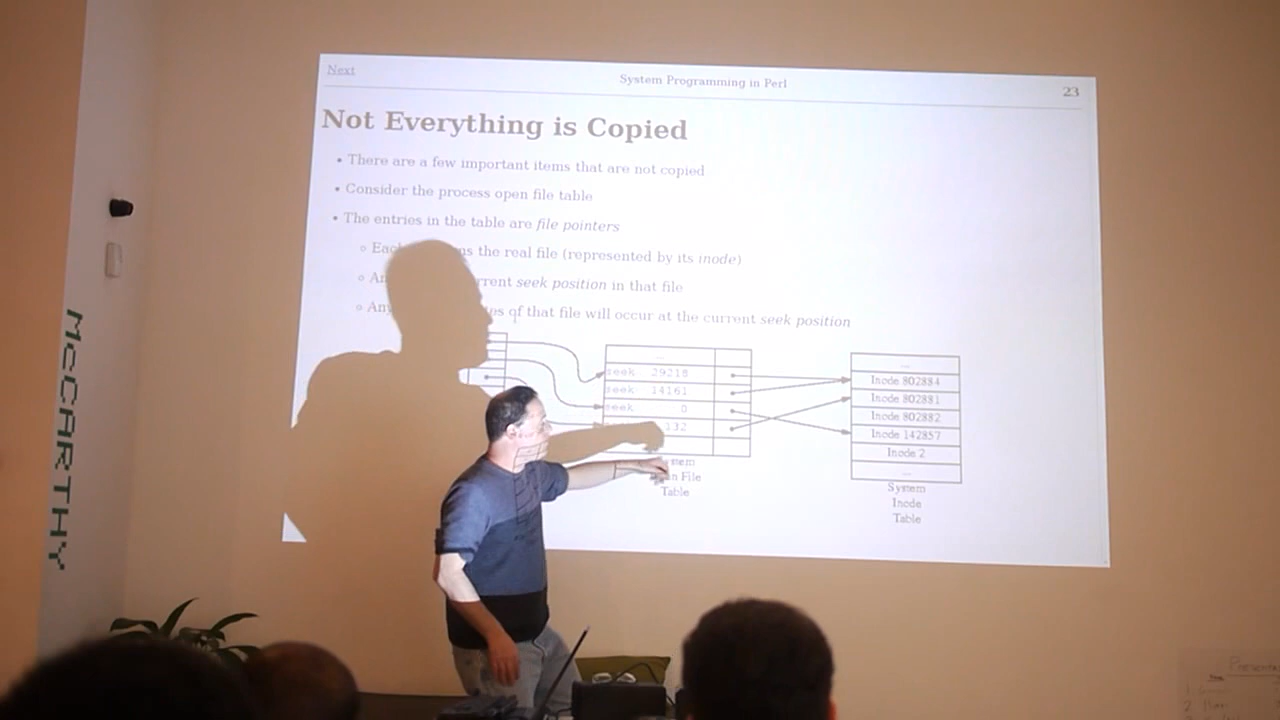 Next
System Programming in Perl
23
Not Everything is Copied
• There are a few important items that are not copied
• Consider the process open file table
• The entries in the table are file pointers
the real file (represented by its inode)
seek position in that file
of that file will occur at the current seek position
...
seek 29218
seek 14161
seek 0
132
File
Table
...
Inode 802884
Inode 802881
Inode 802882
Inode 142857
Inode 2
...
System
Inode
Table
MCCARTHY